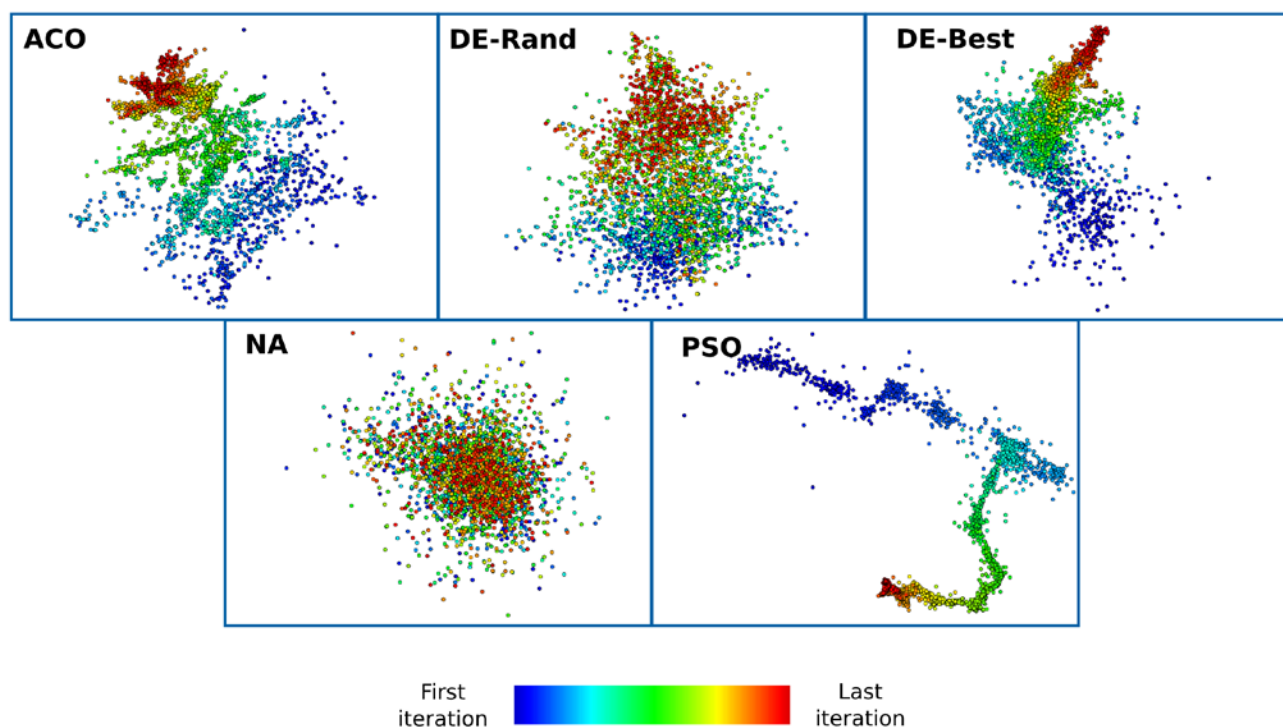 ACO
DE-Rand
DE-Best
NA
PSO
First
iteration
Last
iteration